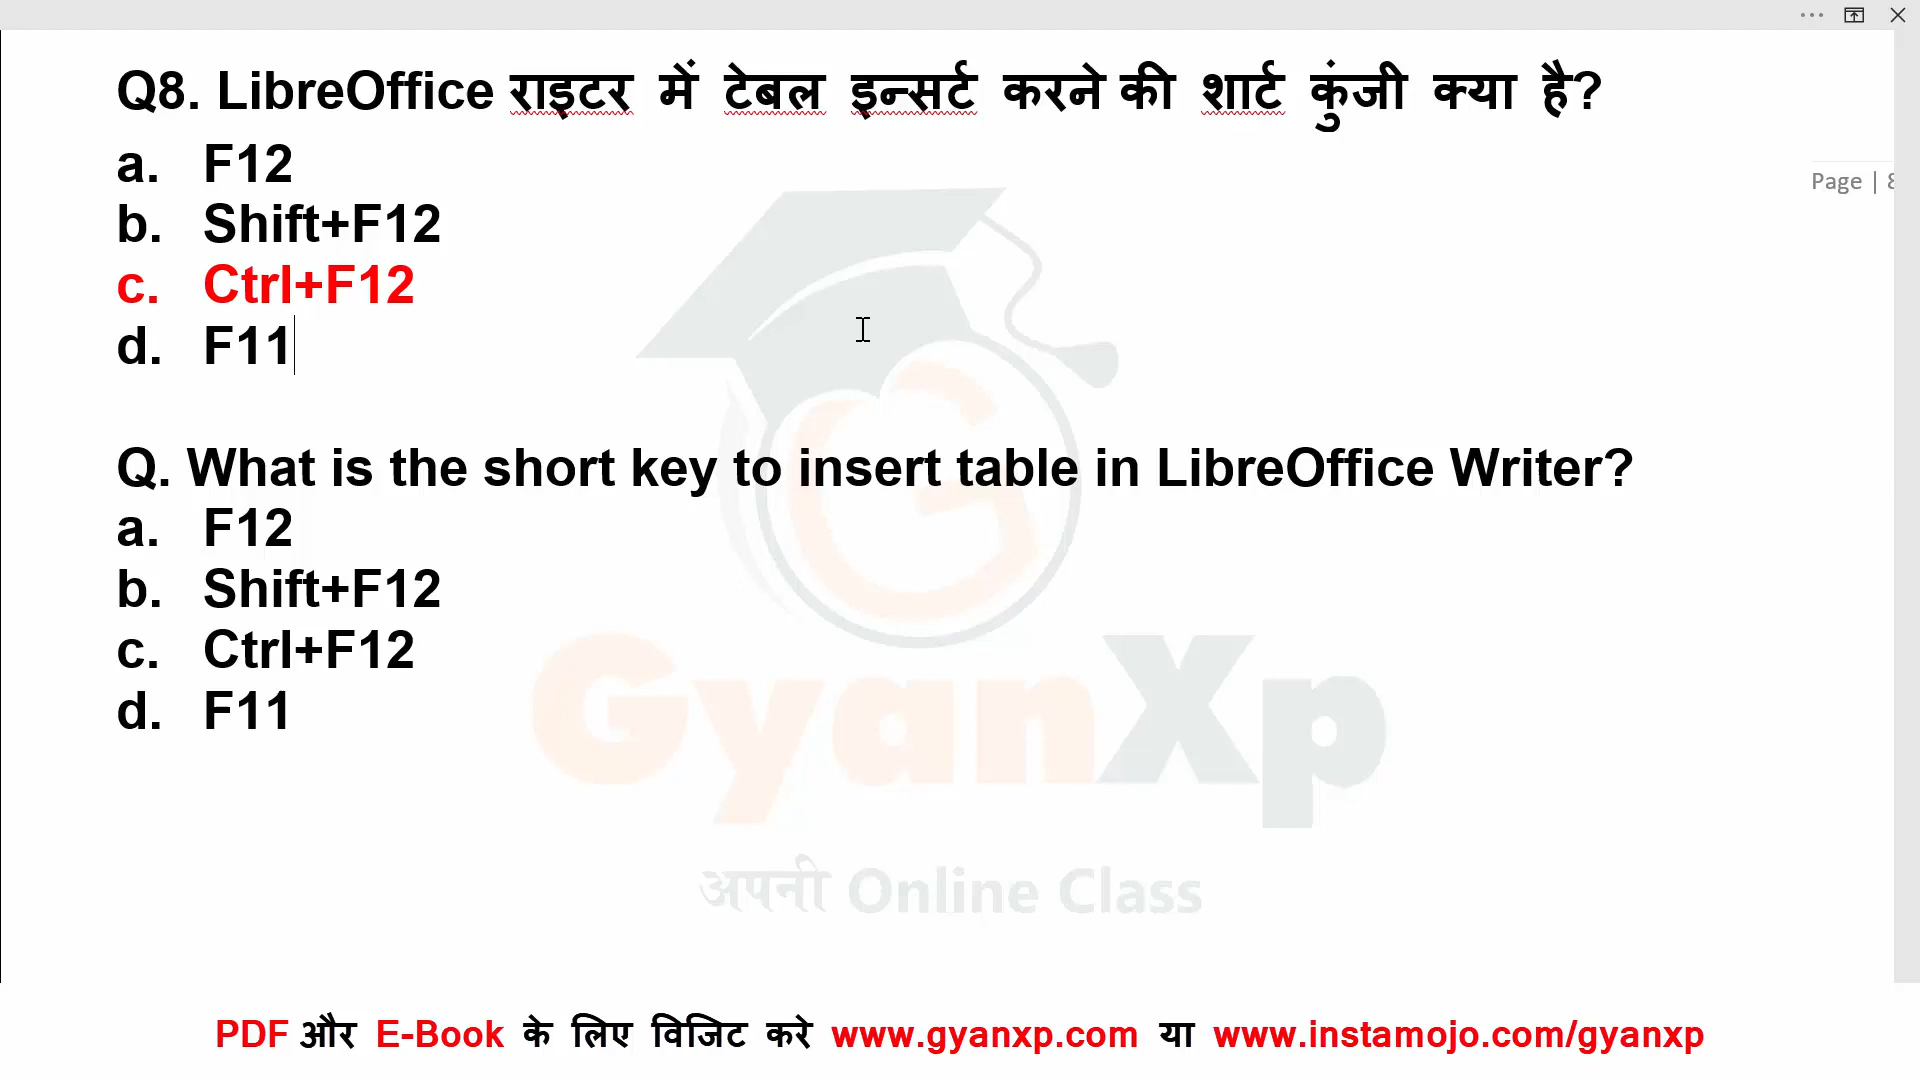 Q8. LibreOffice राइटर में टेबल इन्सर्ट करने की शार्ट कुंजी क्या है?
a. F12
Page |
b. Shift+F12
c. Ctrl+F12
d. F11
Q. What is the short key to insert table in LibreOffice Writer?
a. F12
b. Shift+F12
c. Ctrl+F12
d. F11
GyanXp
अपनी Online Class
PDF और E-Book के लिए विजिट करे www.gyanxp.com या www.instamojo.com/gyanxp